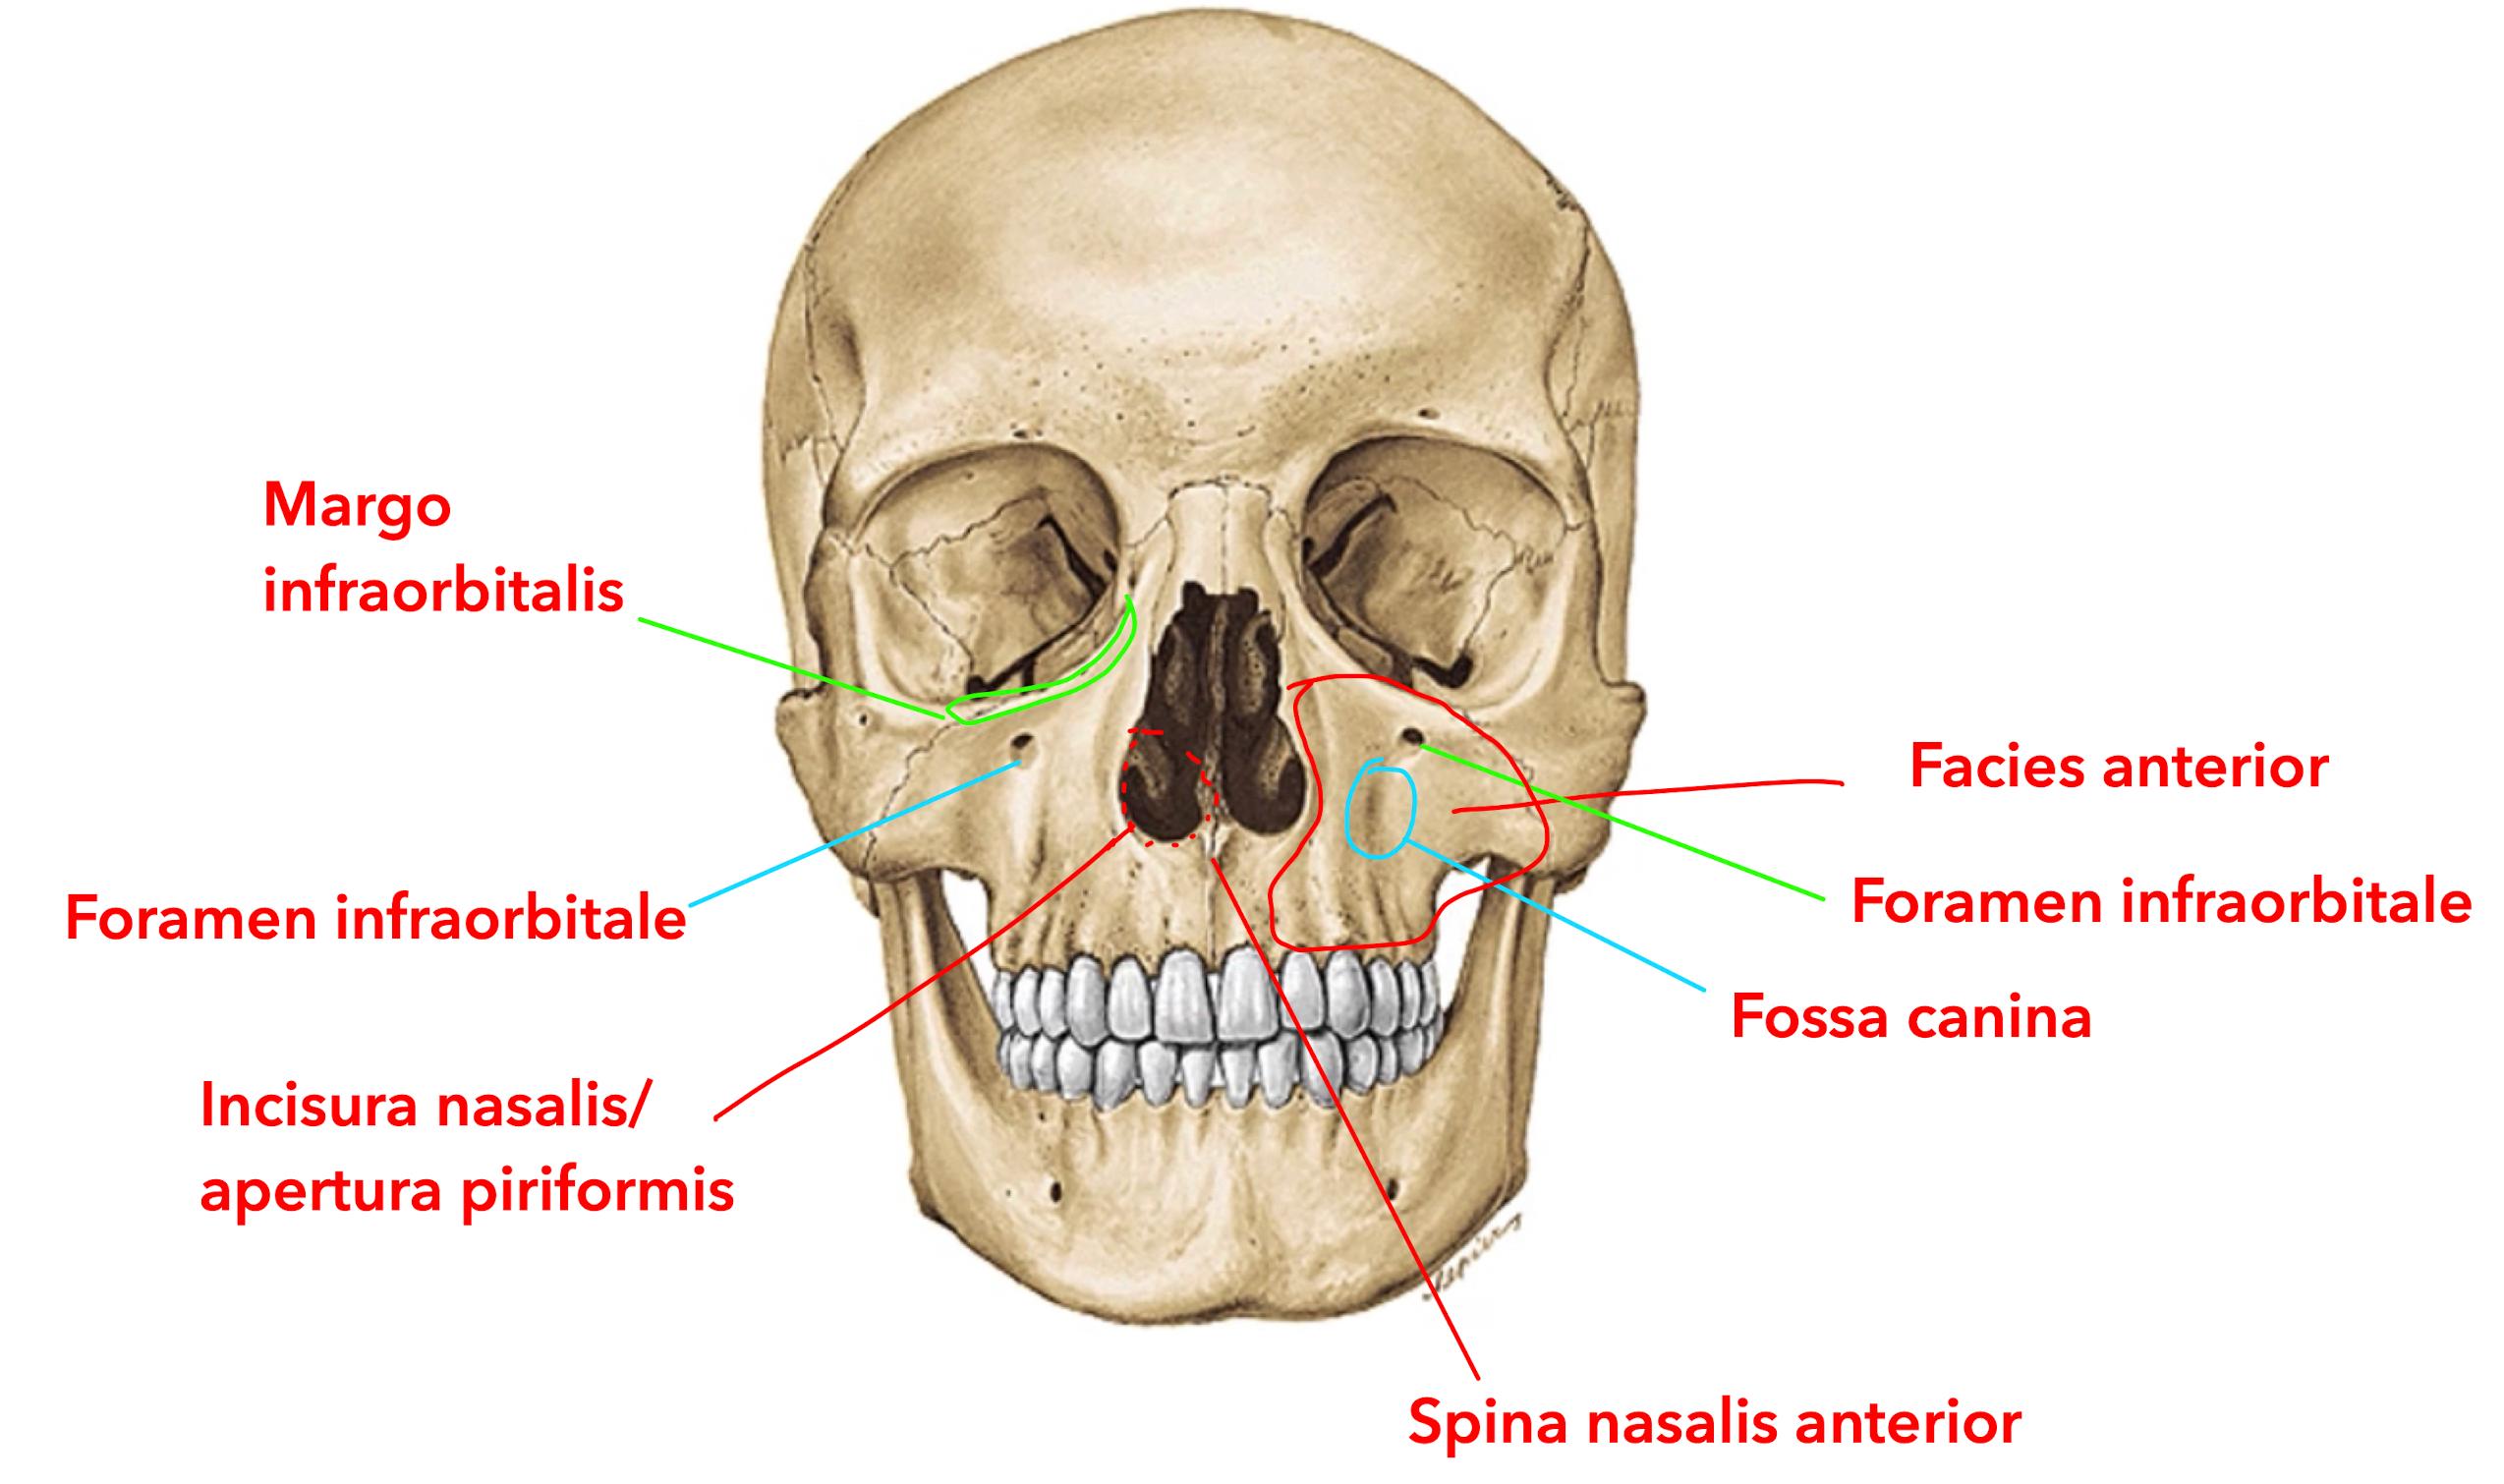 Margo
infraorbitalis
Facies anterior
Foramen infraorbitale
Foramen infraorbitale
Fossa canina
Incisura nasalis/
apertura piriformis
Spina nasalis anterior